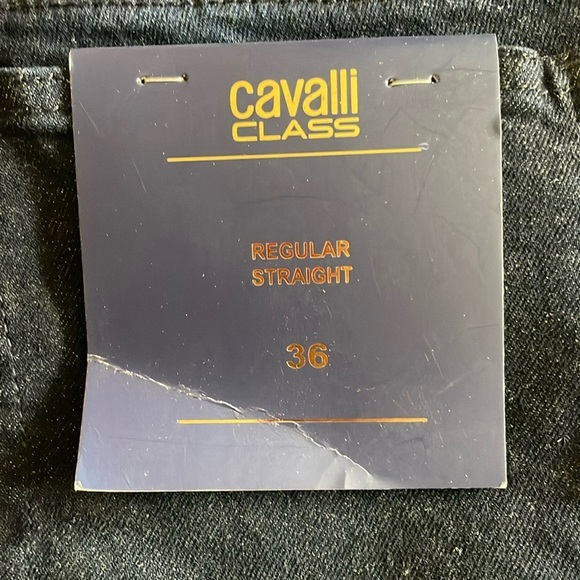 cavalli
CLASS
REGULAR
STRAIGHT
36